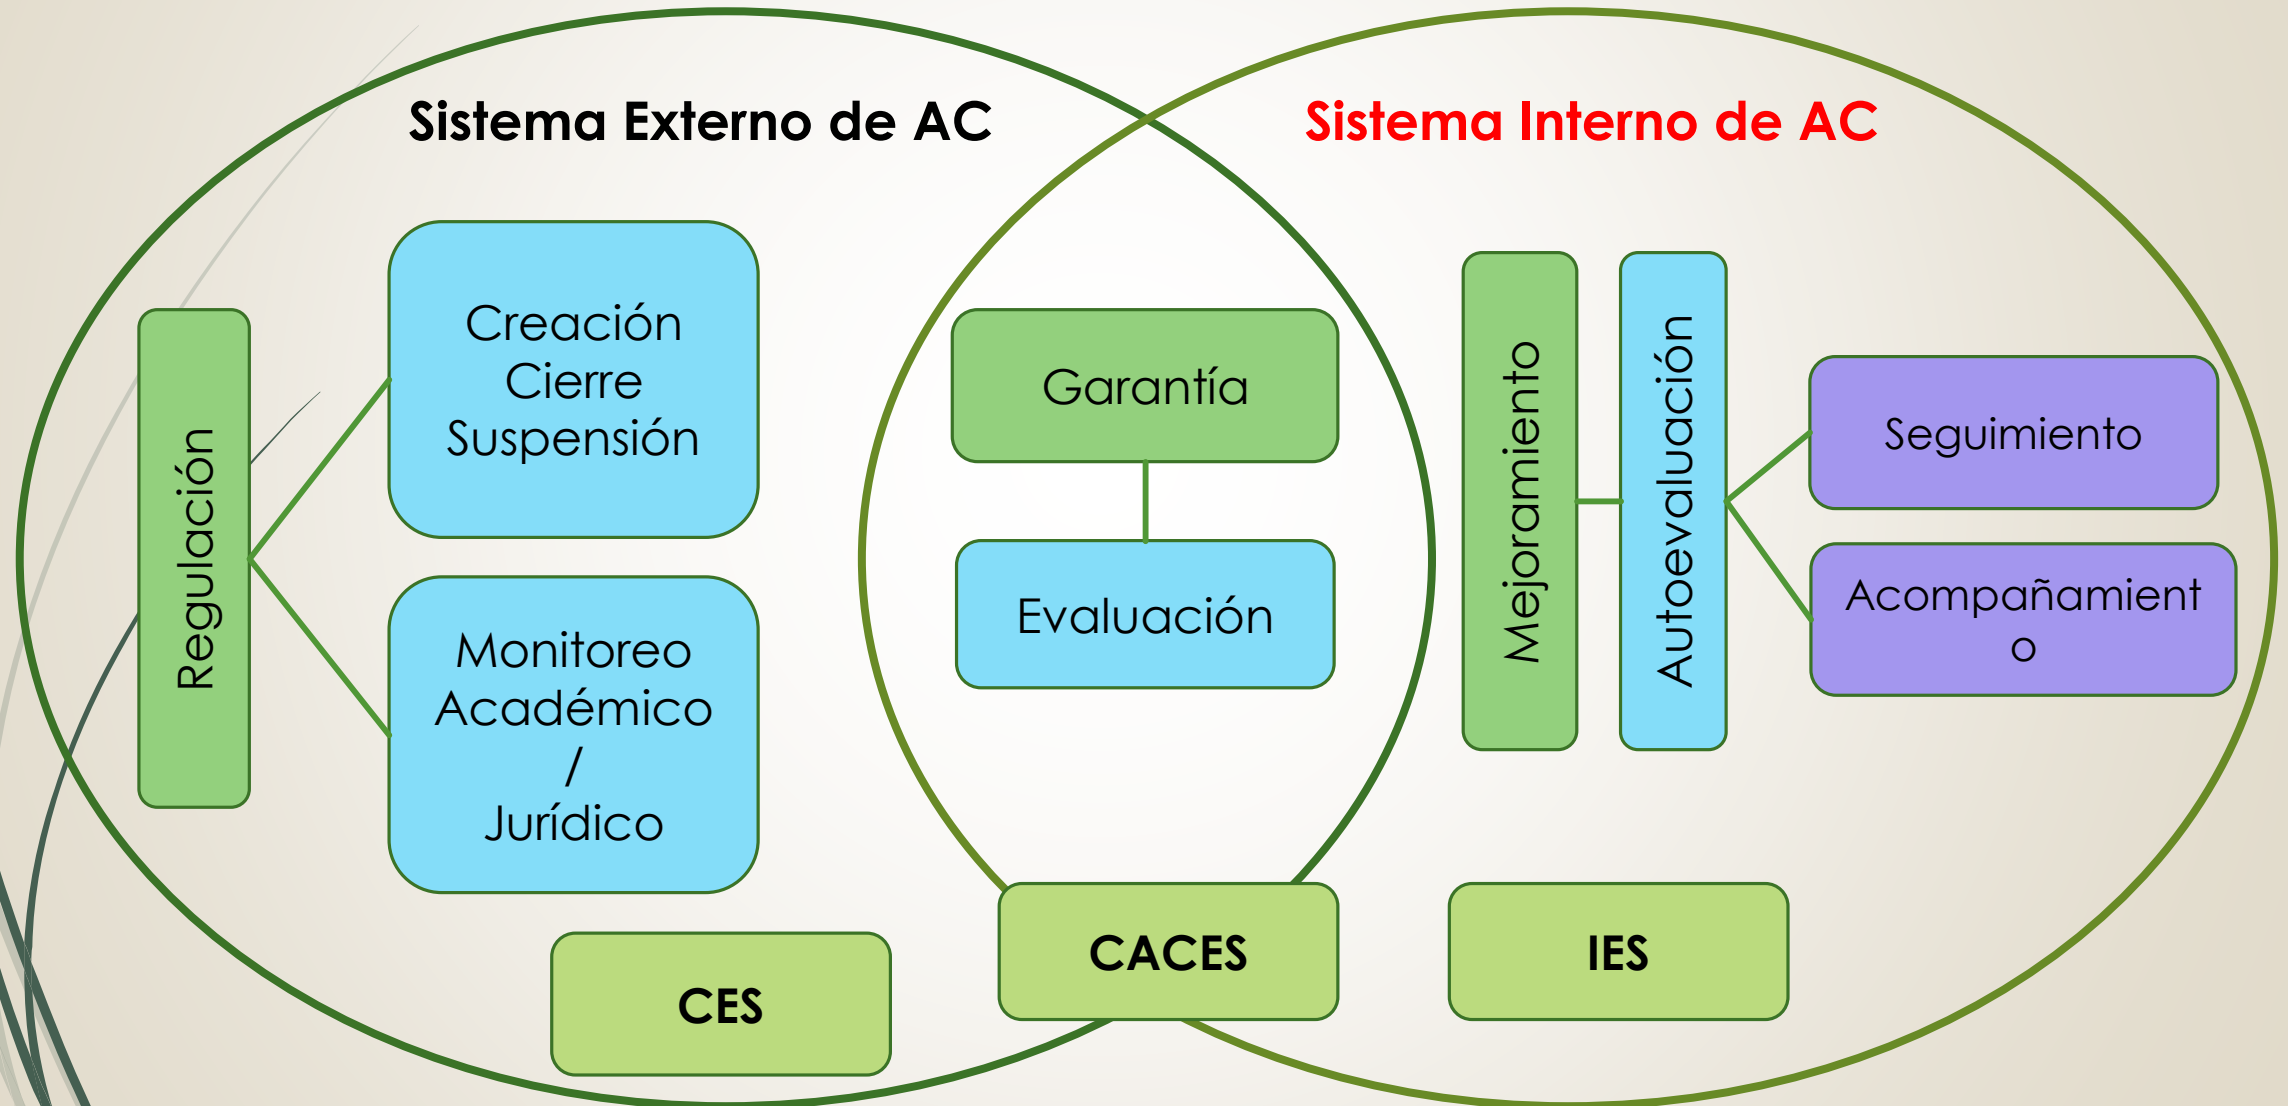 Sistema Externo de AC
Sistema Interno de AC
Regulación
Creación
Cierre
Suspensión
Monitoreo
Académico
/
Jurídico
CES
Garantía
Evaluación
CACES
Mejoramiento
Autoevaluación
Seguimiento
Acompañamient
o
IES